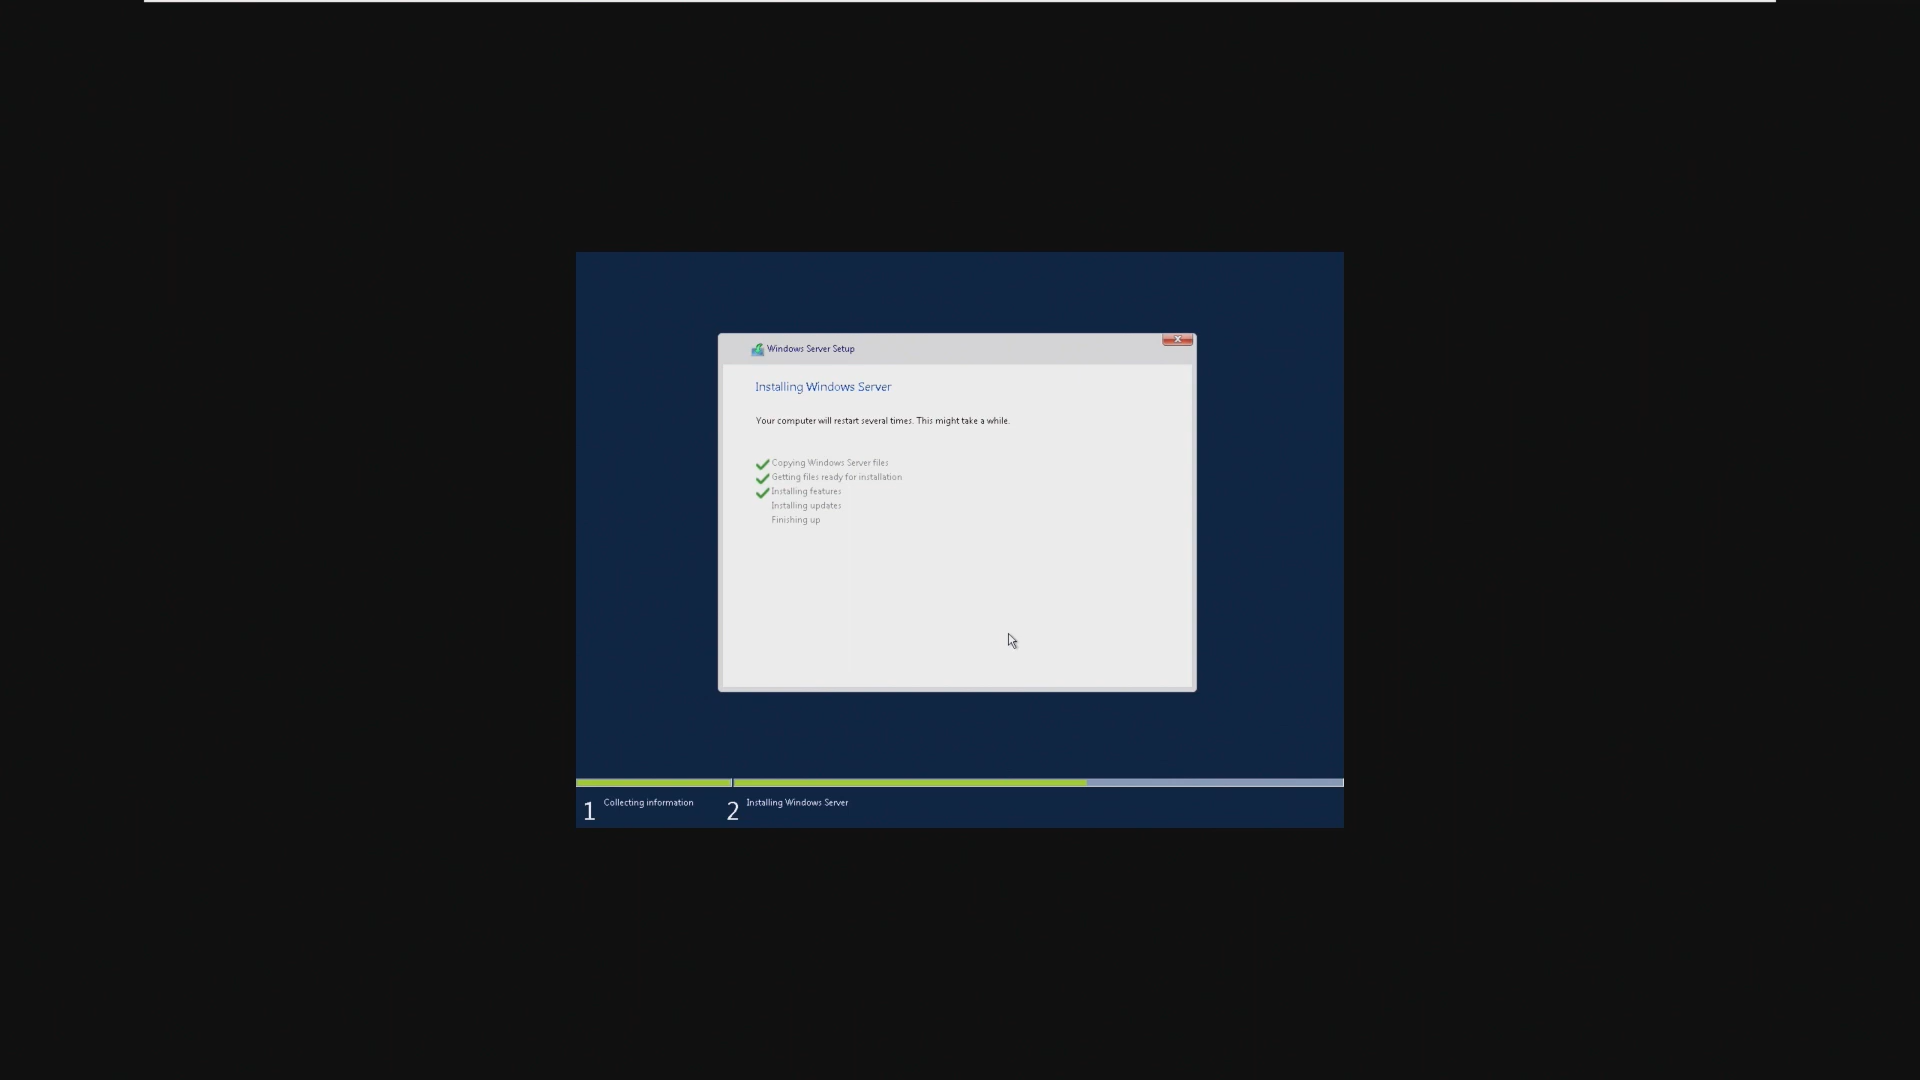 Windows Server Setup
Installing Windows Server
Your computer will restart several times. This might take a while.
Copying Windows Server files
Getting files ready for installation
Installing features
Installing updates
Finishing up
1 Collecting information
2 Installing Windows Server